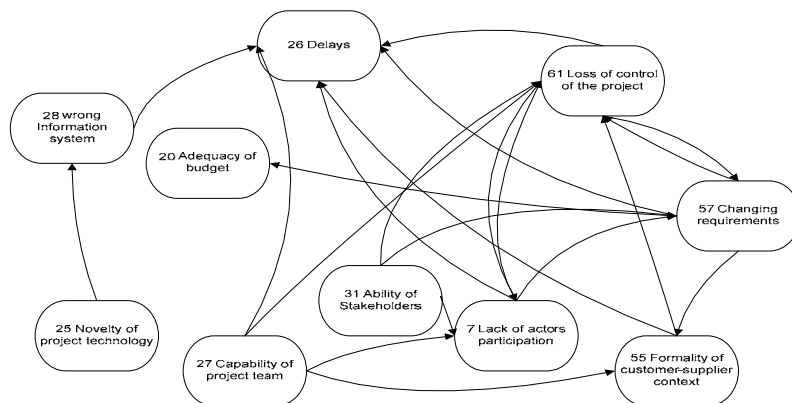 26 Delays
61 Loss of control
of the project
28 wrong
Information
system
20 Adequacy of
budget
57 Changing
requirements
31 Ability of
Stakeholders
25 Novelty of
project technology
7 Lack of actors
participation
27 Capability of
project team
55 Formality of
customer-supplier
context